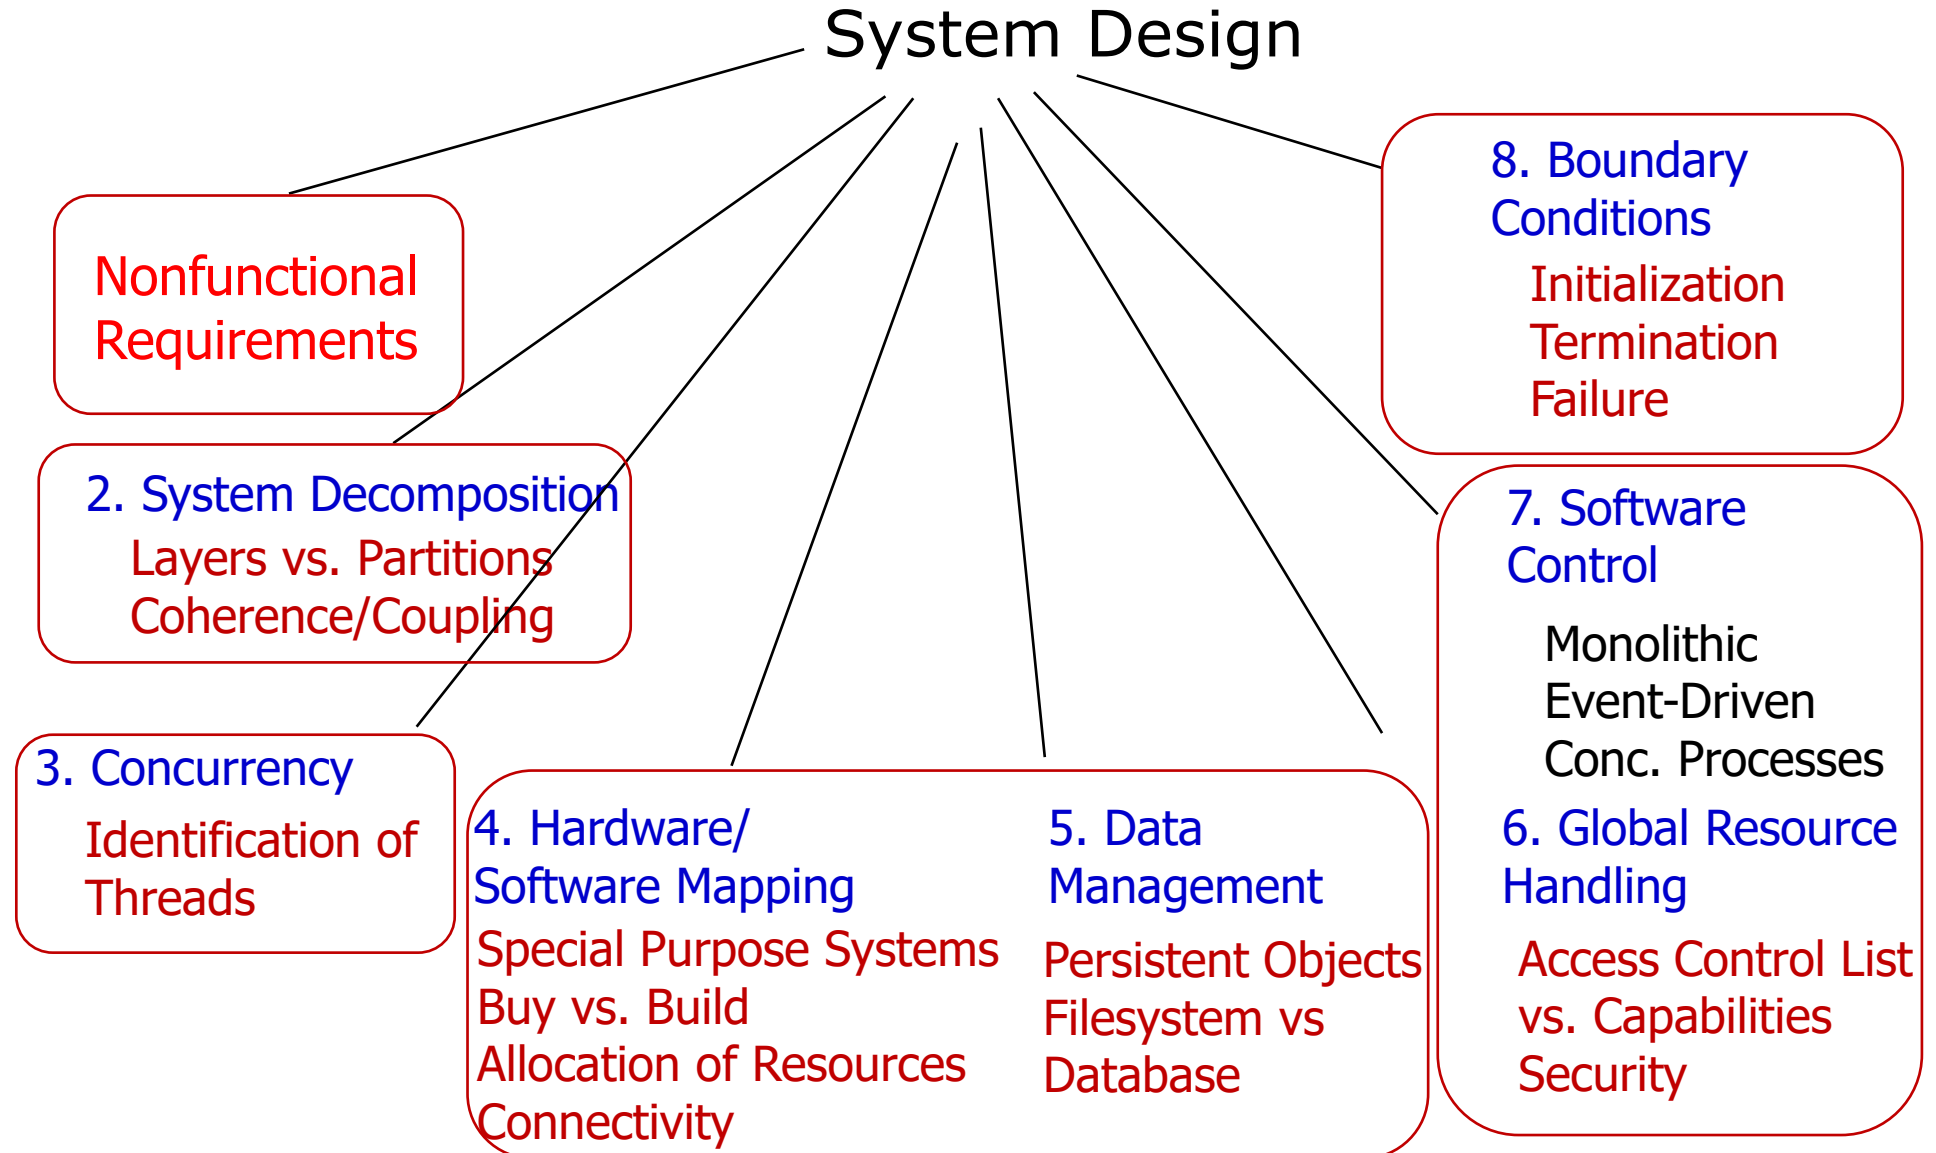 System Design
Nonfunctional
Requirements
2. System Decomposition
Layers vs. Partitions
Coherence/Coupling
3. Concurrency
Identification of
Threads
4. Hardware/
Software Mapping
Special Purpose Systems
Buy vs. Build
Allocation of Resources
Connectivity
5. Data
Management
Persistent Objects
Filesystem vs
Database
8. Boundary
Conditions
Initialization
Termination
Failure
7. Software
Control
Monolithic
Event-Driven
Conc. Processes
6. Global Resource
Handling
Access Control List
vs. Capabilities
Security